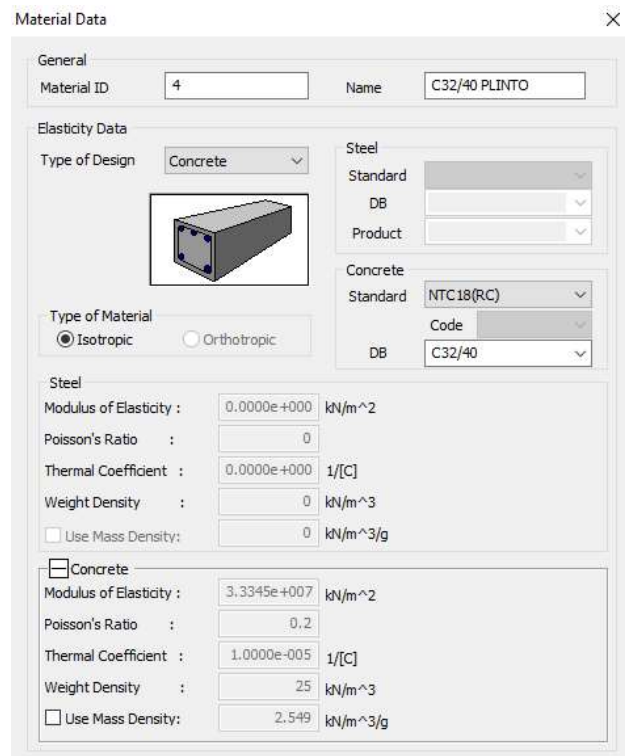 Material Data
General
Material ID 4 Name C32/40 PLINTO
Elasticity Data
Type of Design Concrete
Steel
Standard
DB
Product
Concrete
Standard NTC18(RC)
Code
DB C32/40
Type of Material
Isotropic Orthotropic
Steel
Modulus of Elasticity : 0.0000e+000 kN/m^2
Poisson's Ratio : 0
Thermal Coefficient : 0.0000e+000 1/[C]
Weight Density : 0 kN/m^3
Use Mass Density: 0 kN/m^3/g
Concrete
Modulus of Elasticity : 3.3345e+007 kN/m^2
Poisson's Ratio : 0.2
Thermal Coefficient : 1.0000e-005 1/[C]
Weight Density : 25 kN/m^3
Use Mass Density: 2.549 kN/m^3/g